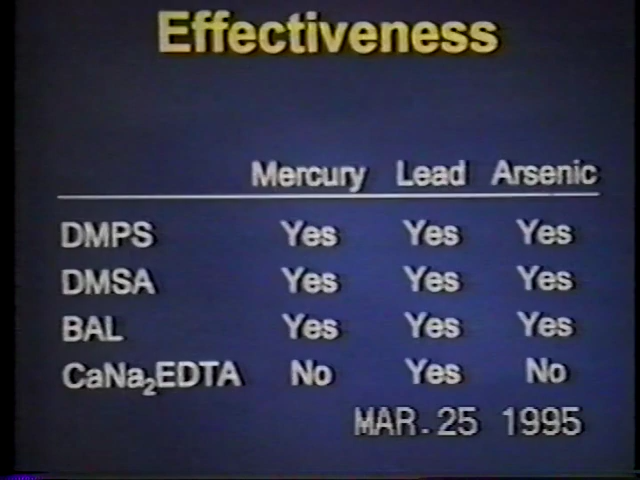 Effectiveness
Mercury Lead Arsenic
DMPS Yes Yes Yes
DMSA Yes Yes Yes
BAL Yes Yes Yes
CaNa₂EDTA No Yes No
MAR. 25 1995